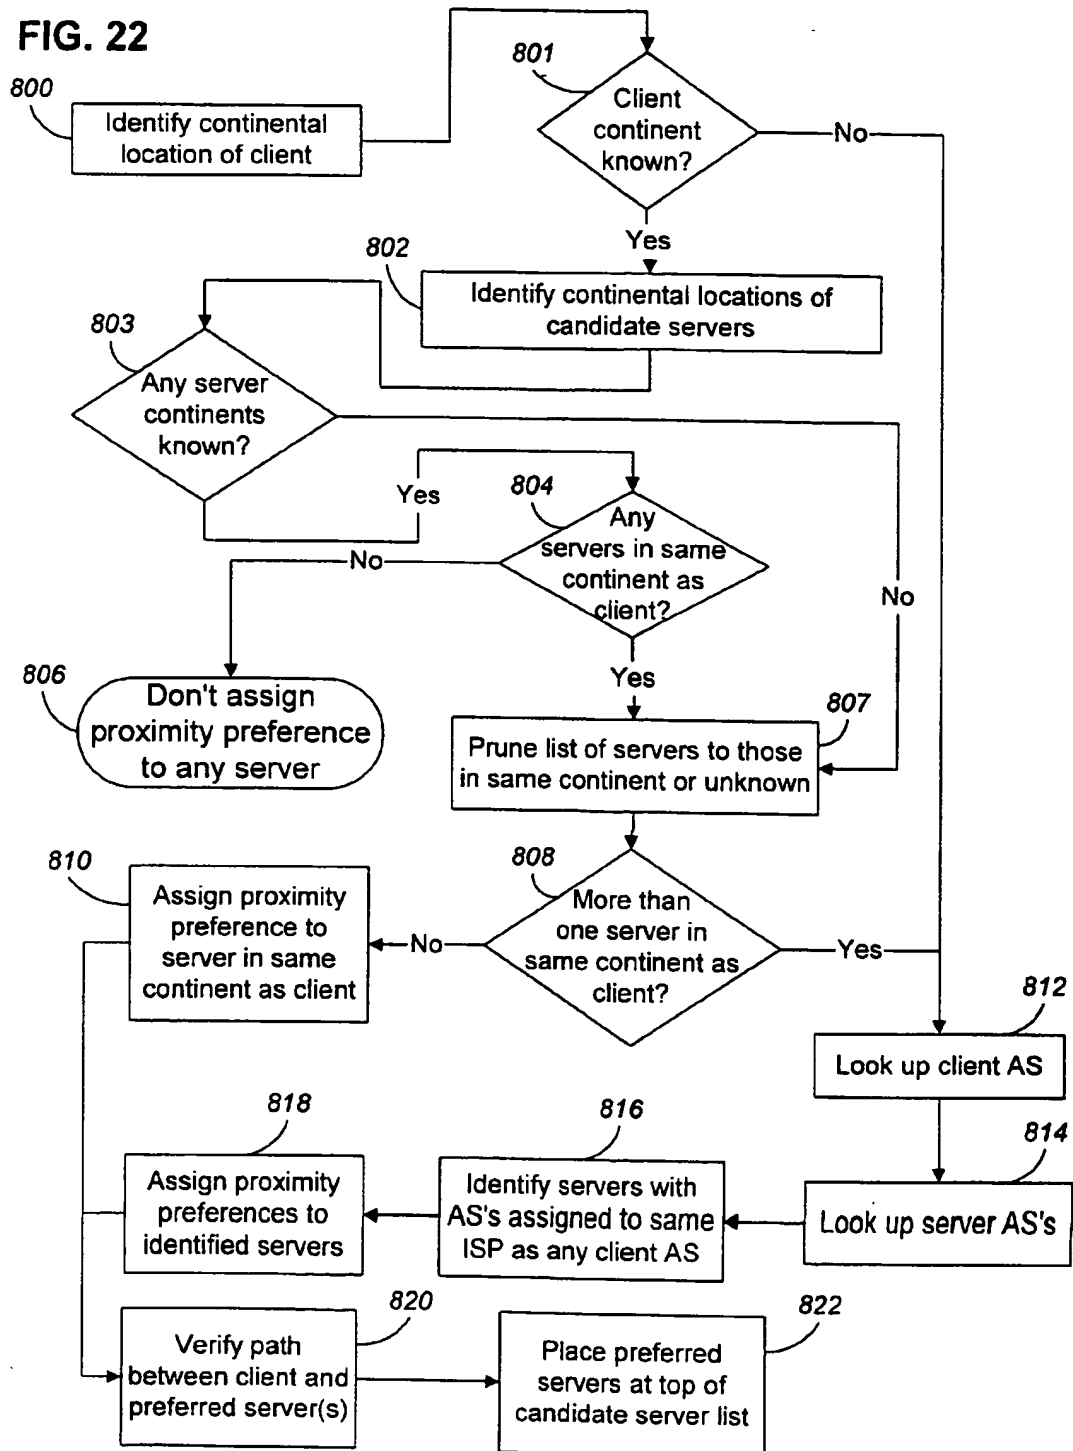 FIG. 22
800
Identify continental
location of client
801
Client
continent
known?
No
Yes
802
Identify continental locations of
candidate servers
803
Any server
continents
known?
Yes
804
Any
servers in same
continent as
client?
No
No
Yes
806
Don't assign
proximity preference
to any server
807
Prune list of servers to those
in same continent or unknown
808
More than
one server in
same continent as
client?
No
Yes
810
Assign proximity
preference to
server in same
continent as client
812
Look up client AS
814
Look up server AS's
816
Identify servers with
AS's assigned to same
ISP as any client AS
818
Assign proximity
preferences to
identified servers
820
Verify path
between client and
preferred server(s)
822
Place preferred
servers at top of
candidate server list